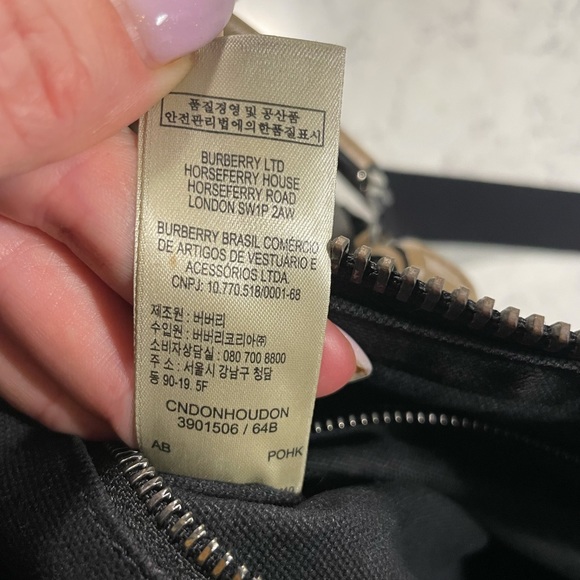 품질경영 및 공산품
안전관리법에의한품질표시
BURBERRY LTD
HORSEFERRY HOUSE
HORSEFERRY ROAD
LONDON SW1P 2AW
BURBERRY BRASIL COMÉRCIO
DE ARTIGOS DE VESTUÁRIO E
ACESSÓRIOS LTDA.
CNPJ: 10.770.518/0001-68
제조원 : 버버리
수입원 : 버버리코리아㈜
소비자상담실 : 080 700 8800
주소 : 서울시 강남구 청담
동 90-19. 5F
CNDONHOUDON
3901506 / 64B
AB POHK